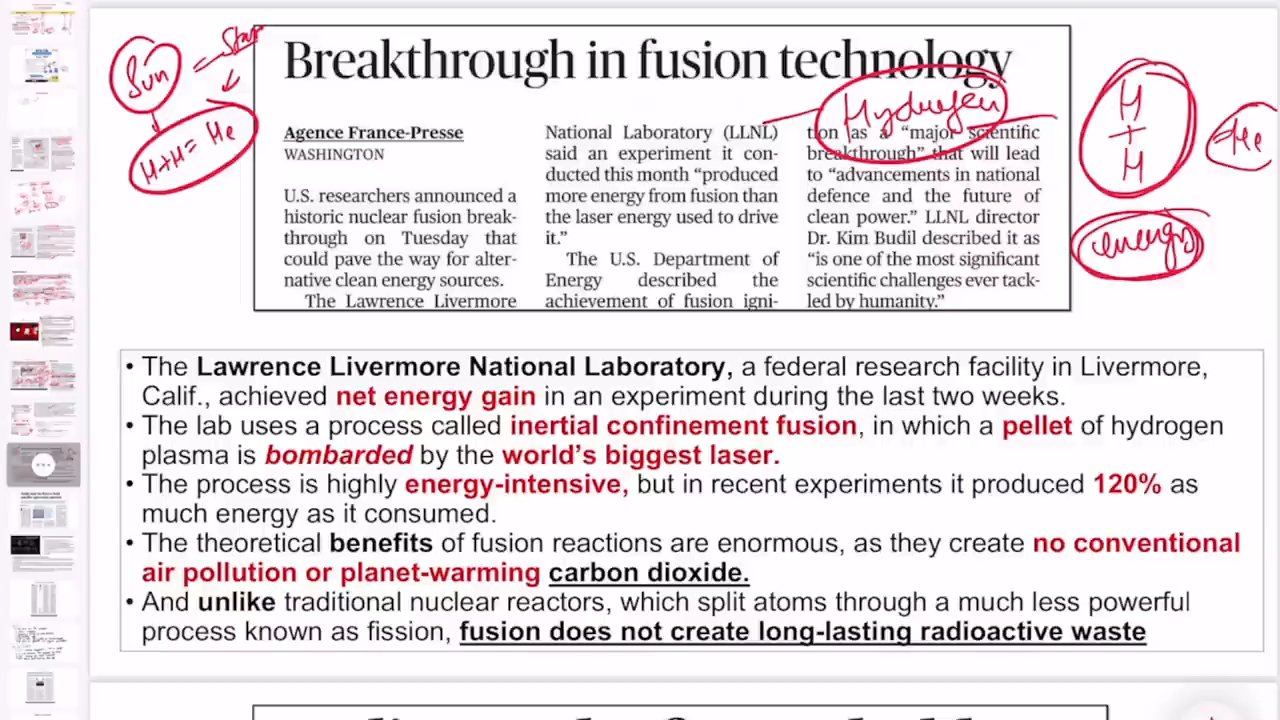 Breakthrough in fusion technology
Sun = Star
H+H = He
Hydrogen
H
+
H
=He
energy
Agence France-Presse
WASHINGTON
U.S. researchers announced a
historic nuclear fusion break-
through on Tuesday that
could pave the way for alter-
native clean energy sources.
The Lawrence Livermore
National Laboratory (LLNL)
said an experiment it con-
ducted this month “produced
more energy from fusion than
the laser energy used to drive
it.”
The U.S. Department of
Energy described the
achievement of fusion igni-
tion as a “major scientific
breakthrough” that will lead
to “advancements in national
defence and the future of
clean power.” LLNL director
Dr. Kim Budil described it as
“is one of the most significant
scientific challenges ever tack-
led by humanity.”
• The Lawrence Livermore National Laboratory, a federal research facility in Livermore,
Calif., achieved net energy gain in an experiment during the last two weeks.
• The lab uses a process called inertial confinement fusion, in which a pellet of hydrogen
plasma is bombarded by the world’s biggest laser.
• The process is highly energy-intensive, but in recent experiments it produced 120% as
much energy as it consumed.
• The theoretical benefits of fusion reactions are enormous, as they create no conventional
air pollution or planet-warming carbon dioxide.
• And unlike traditional nuclear reactors, which split atoms through a much less powerful
process known as fission, fusion does not create long-lasting radioactive waste